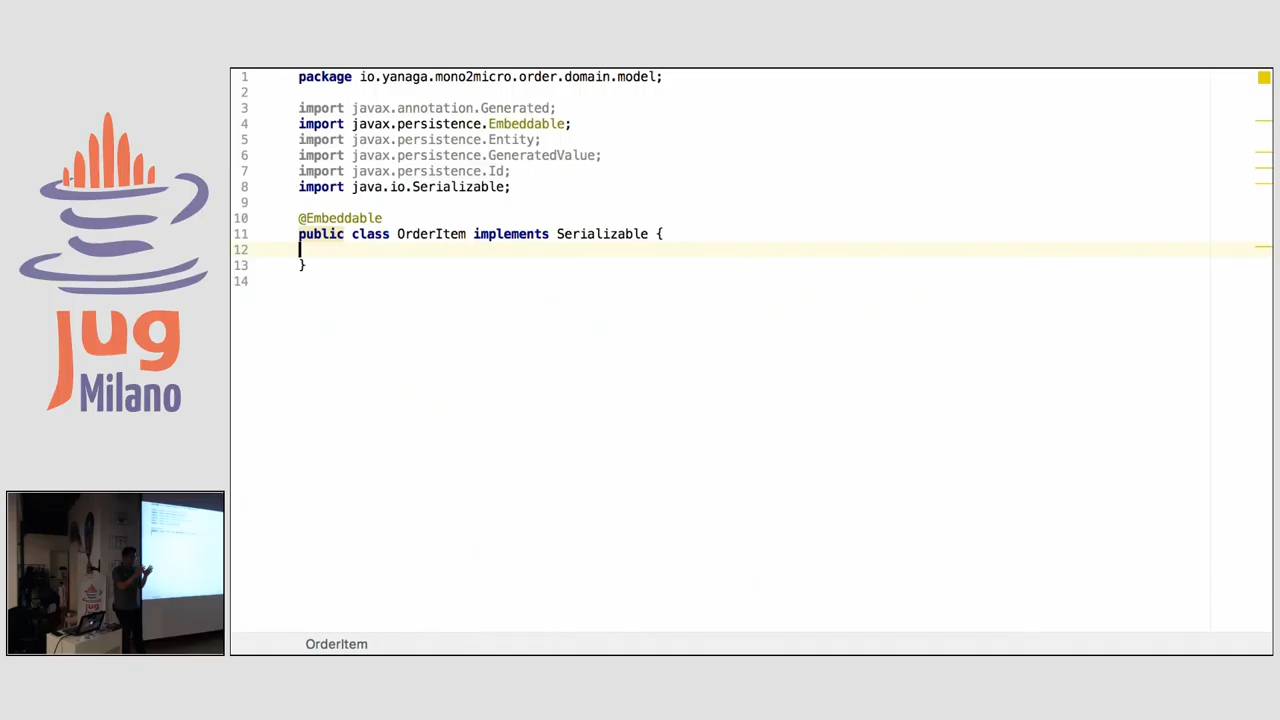 1 package io.yanaga.mono2micro.order.domain.model;
2
3 import javax.annotation.Generated;
4 import javax.persistence.Embeddable;
5 import javax.persistence.Entity;
6 import javax.persistence.GeneratedValue;
7 import javax.persistence.Id;
8 import java.io.Serializable;
9
10 @Embeddable
11 public class OrderItem implements Serializable {
12
13 }
14
OrderItem
jug
Milano